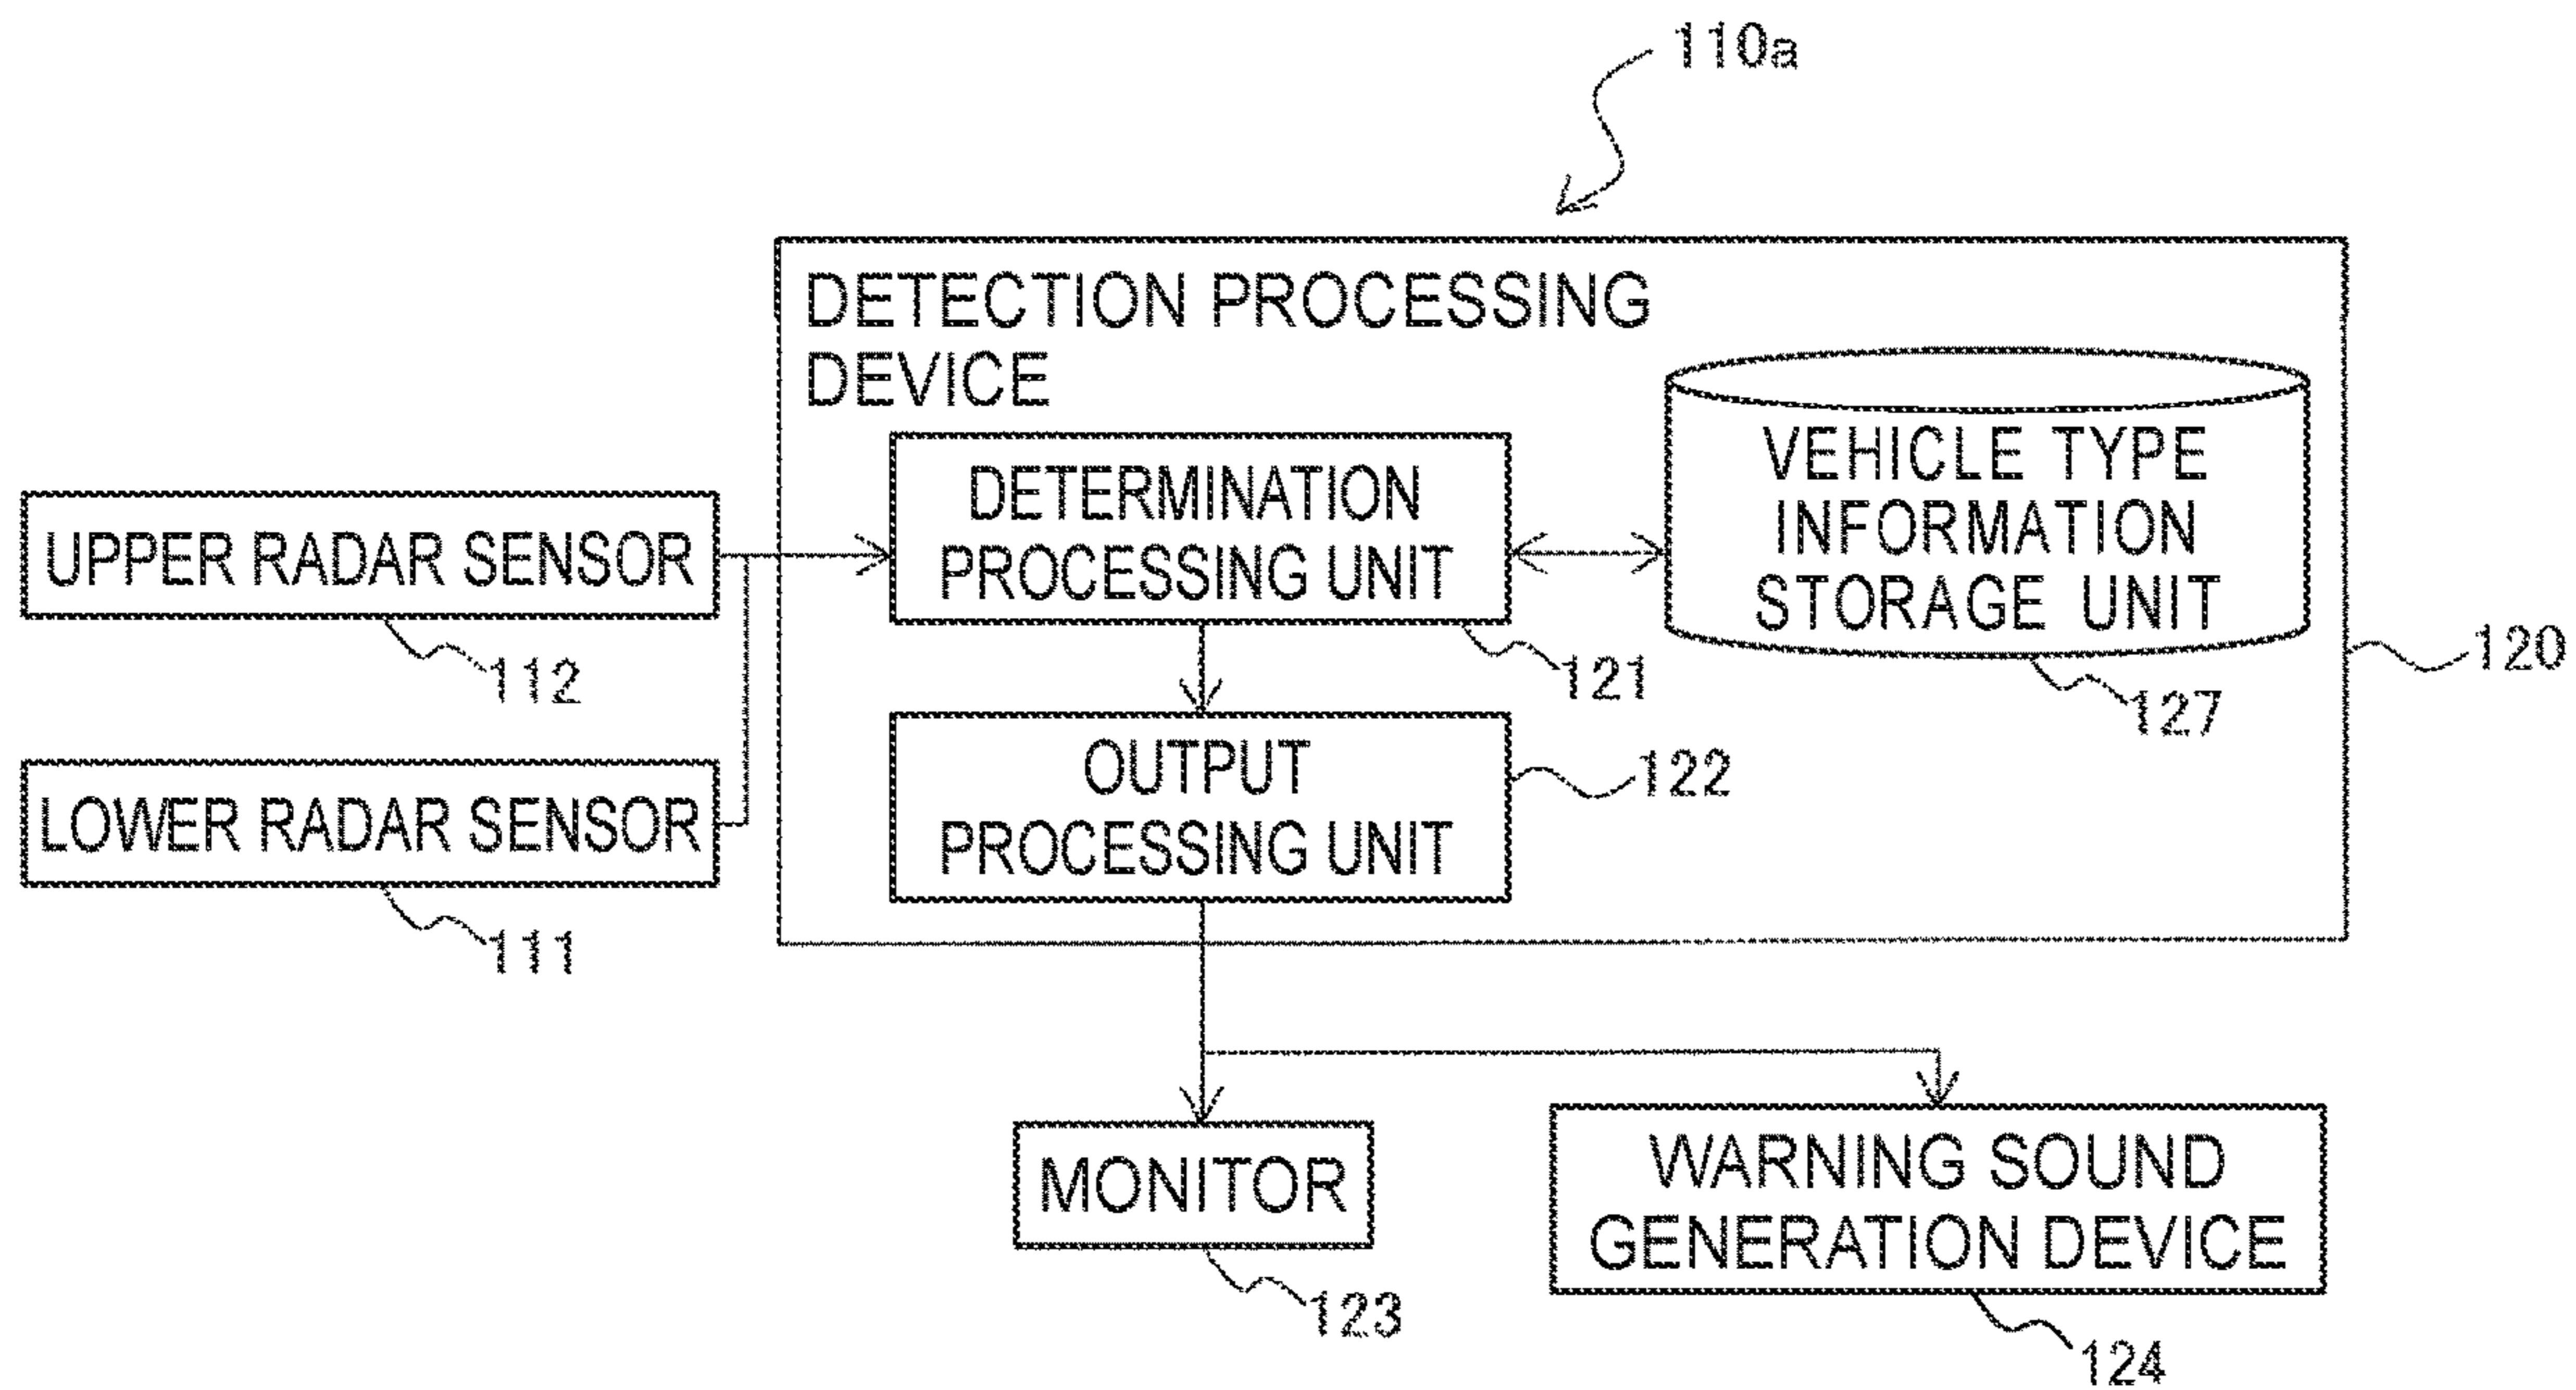 110a
DETECTION PROCESSING
DEVICE
UPPER RADAR SENSOR
112
LOWER RADAR SENSOR
111
DETERMINATION
PROCESSING UNIT
121
VEHICLE TYPE
INFORMATION
STORAGE UNIT
127
120
OUTPUT
PROCESSING UNIT
122
MONITOR
123
WARNING SOUND
GENERATION DEVICE
124